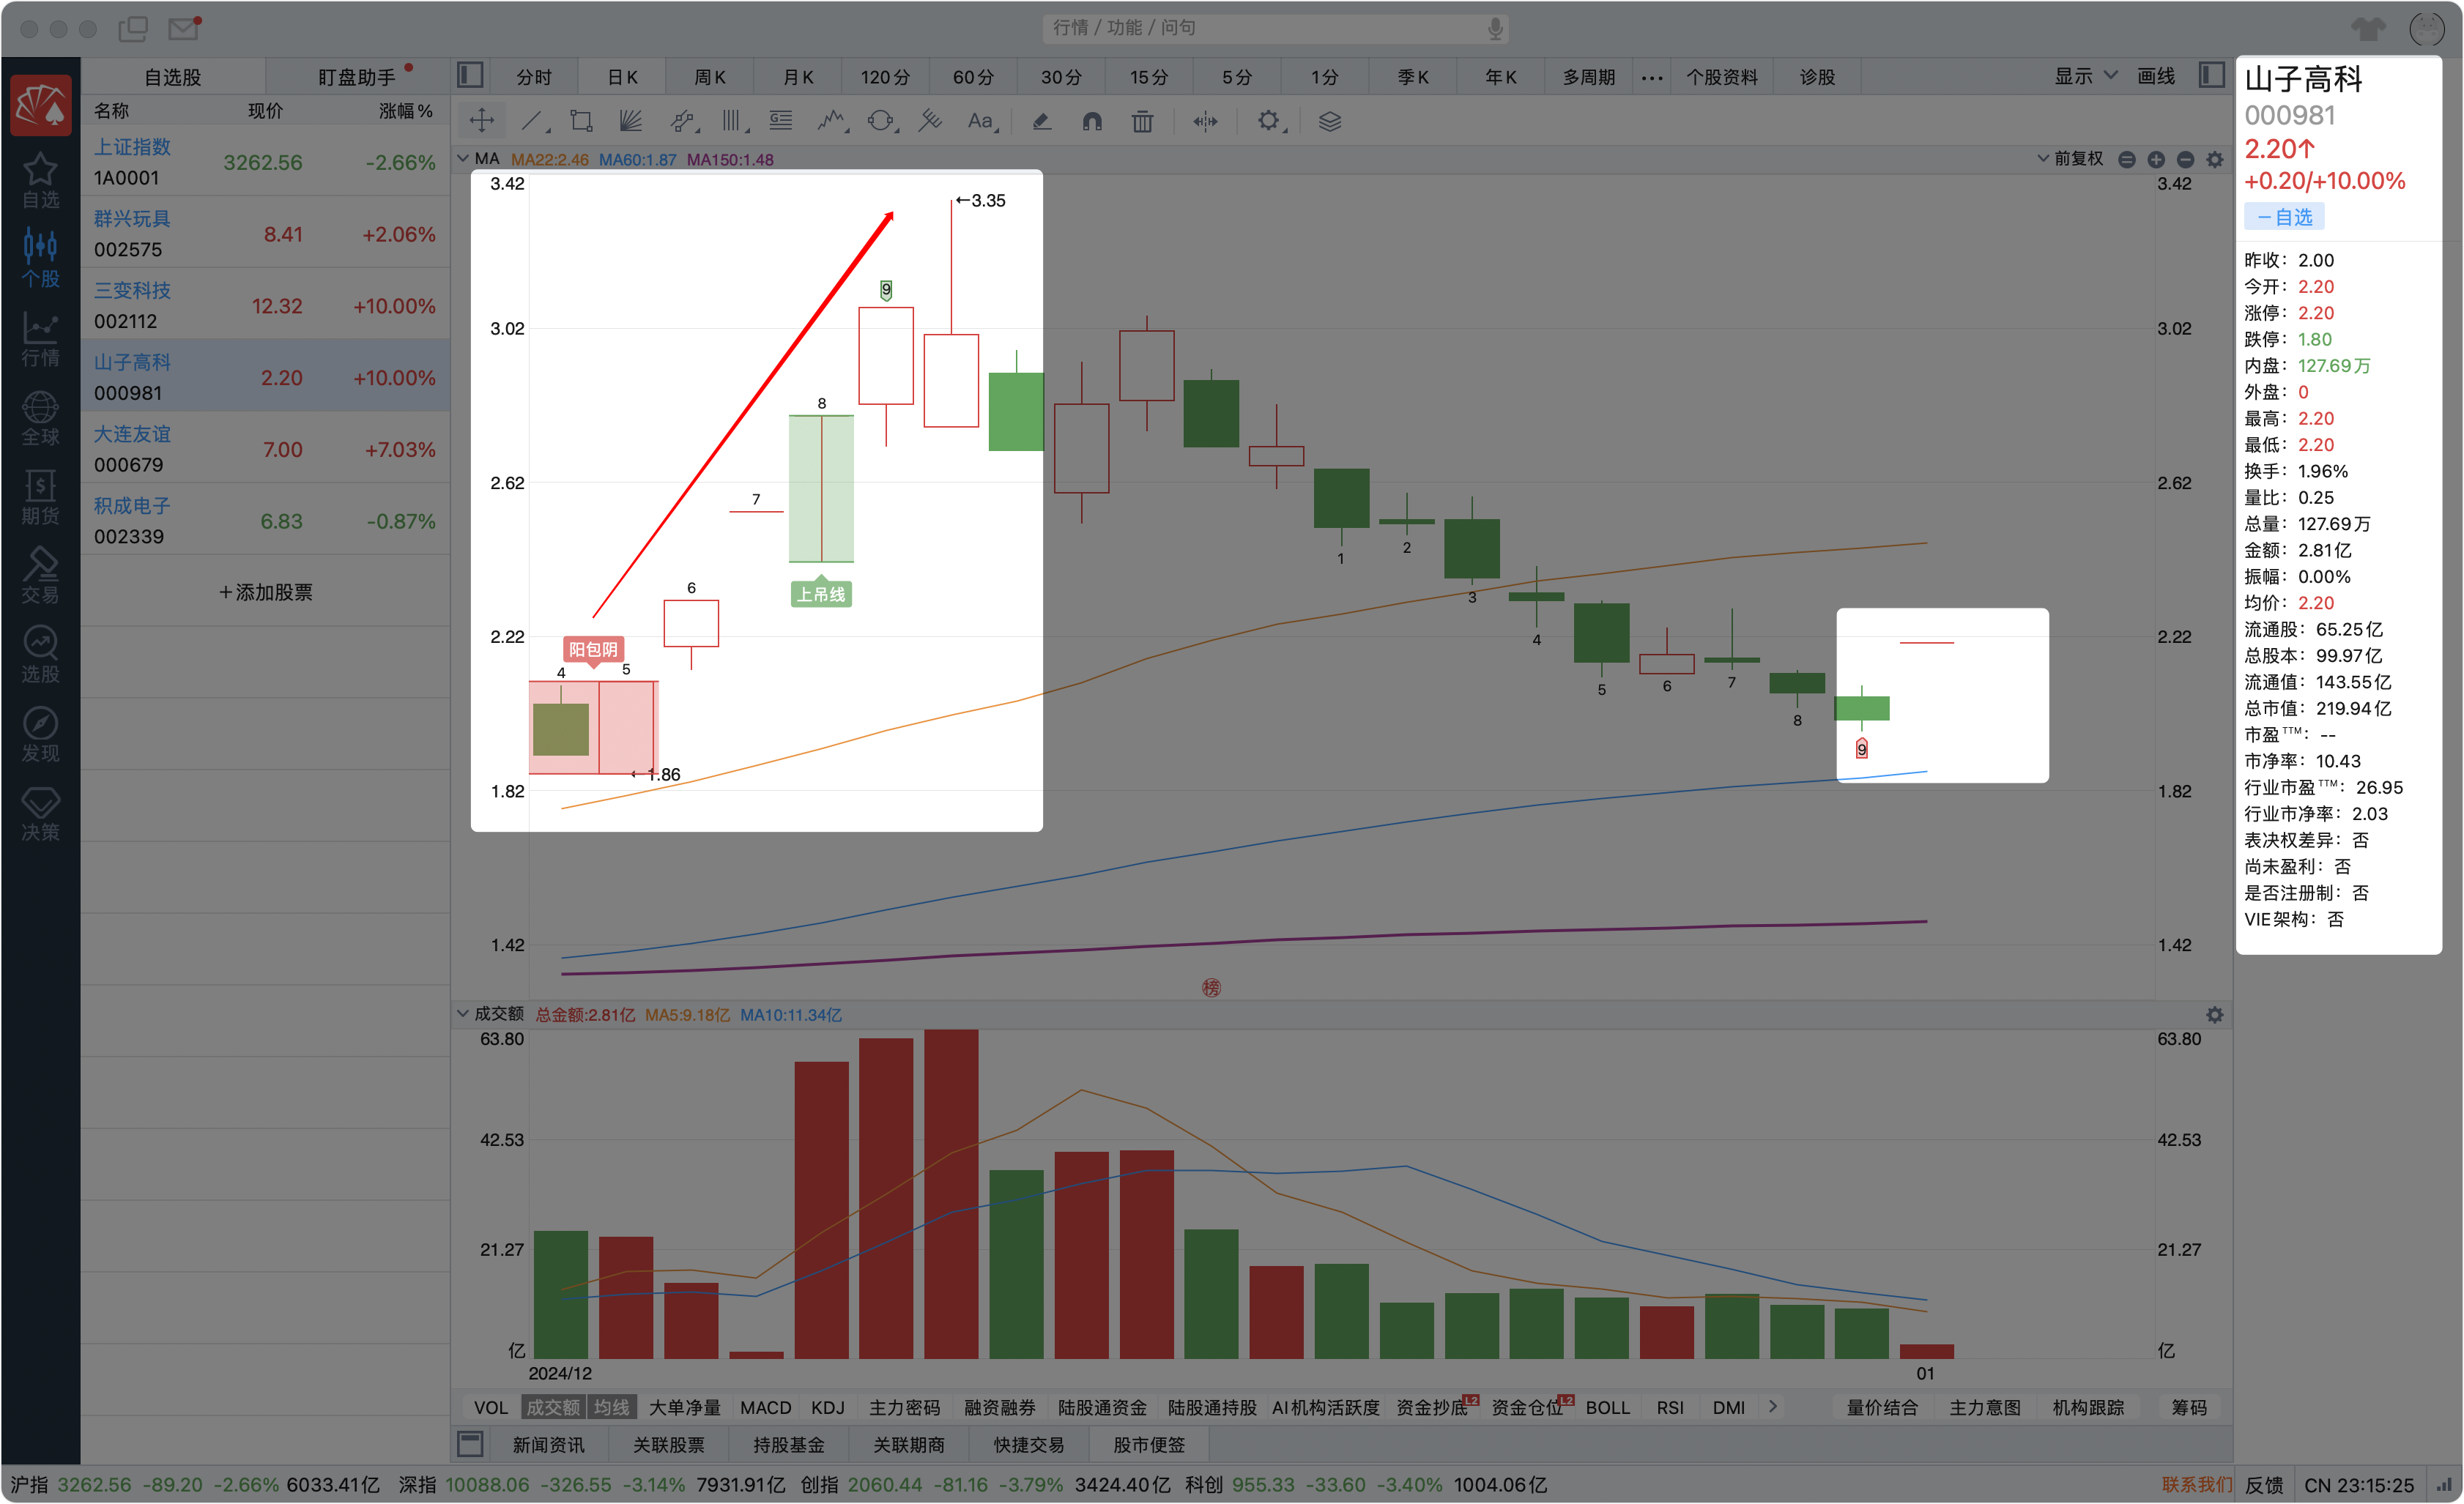 行情 / 功能 / 问句
自选股 盯盘助手
名称 现价 涨幅%
上证指数
1A0001 3262.56 -2.66%
群兴玩具
002575 8.41 +2.06%
三变科技
002112 12.32 +10.00%
山子高科
000981 2.20 +10.00%
大连友谊
000679 7.00 +7.03%
积成电子
002339 6.83 -0.87%
+添加股票
自选
个股
行情
全球
期货
交易
选股
发现
决策
分时 日K 周K 月K 120分 60分 30分 15分 5分 1分 季K 年K 多周期 ••• 个股资料 诊股 显示 画线
Aa
MA MA22:2.46 MA60:1.87 MA150:1.48 前复权
3.42 3.42
←3.35
9
3.02 3.02
8
2.62 2.62
7
上吊线
6
2.22 2.22
阳包阴
4 5
←1.86
1.82 1.82
1 2 3 4 5 6 7 8 9
1.42 1.42
榜
成交额 总金额:2.81亿 MA5:9.18亿 MA10:11.34亿
63.80 63.80
42.53 42.53
21.27 21.27
亿 亿
2024/12 01
VOL 成交额 均线 大单净量 MACD KDJ 主力密码 融资融券 陆股通资金 陆股通持股 AI机构活跃度 资金抄底L2 资金仓位L2 BOLL RSI DMI 量价结合 主力意图 机构跟踪 筹码
新闻资讯 关联股票 持股基金 关联期商 快捷交易 股市便签
山子高科
000981
2.20↑
+0.20/+10.00%
－自选
昨收：2.00
今开：2.20
涨停：2.20
跌停：1.80
内盘：127.69万
外盘：0
最高：2.20
最低：2.20
换手：1.96%
量比：0.25
总量：127.69万
金额：2.81亿
振幅：0.00%
均价：2.20
流通股：65.25亿
总股本：99.97亿
流通值：143.55亿
总市值：219.94亿
市盈TTM：--
市净率：10.43
行业市盈TTM：26.95
行业市净率：2.03
表决权差异：否
尚未盈利：否
是否注册制：否
VIE架构：否
沪指 3262.56 -89.20 -2.66% 6033.41亿 深指 10088.06 -326.55 -3.14% 7931.91亿 创指 2060.44 -81.16 -3.79% 3424.40亿 科创 955.33 -33.60 -3.40% 1004.06亿 联系我们 反馈 CN 23:15:25